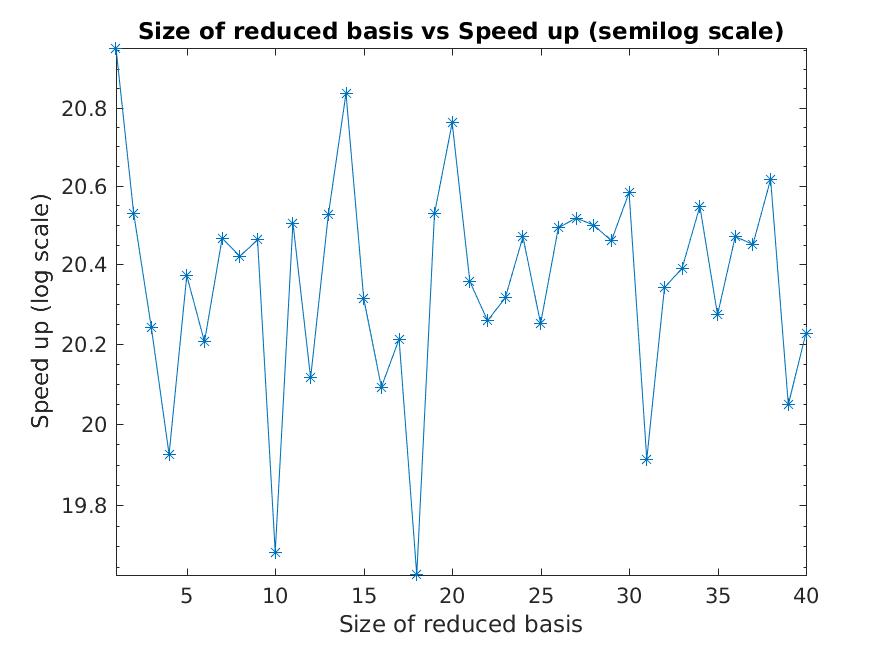 Size of reduced basis vs Speed up (semilog scale)
Speed up (log scale)
20.8
20.6
20.4
20.2
20
19.8
5 10 15 20 25 30 35 40
Size of reduced basis